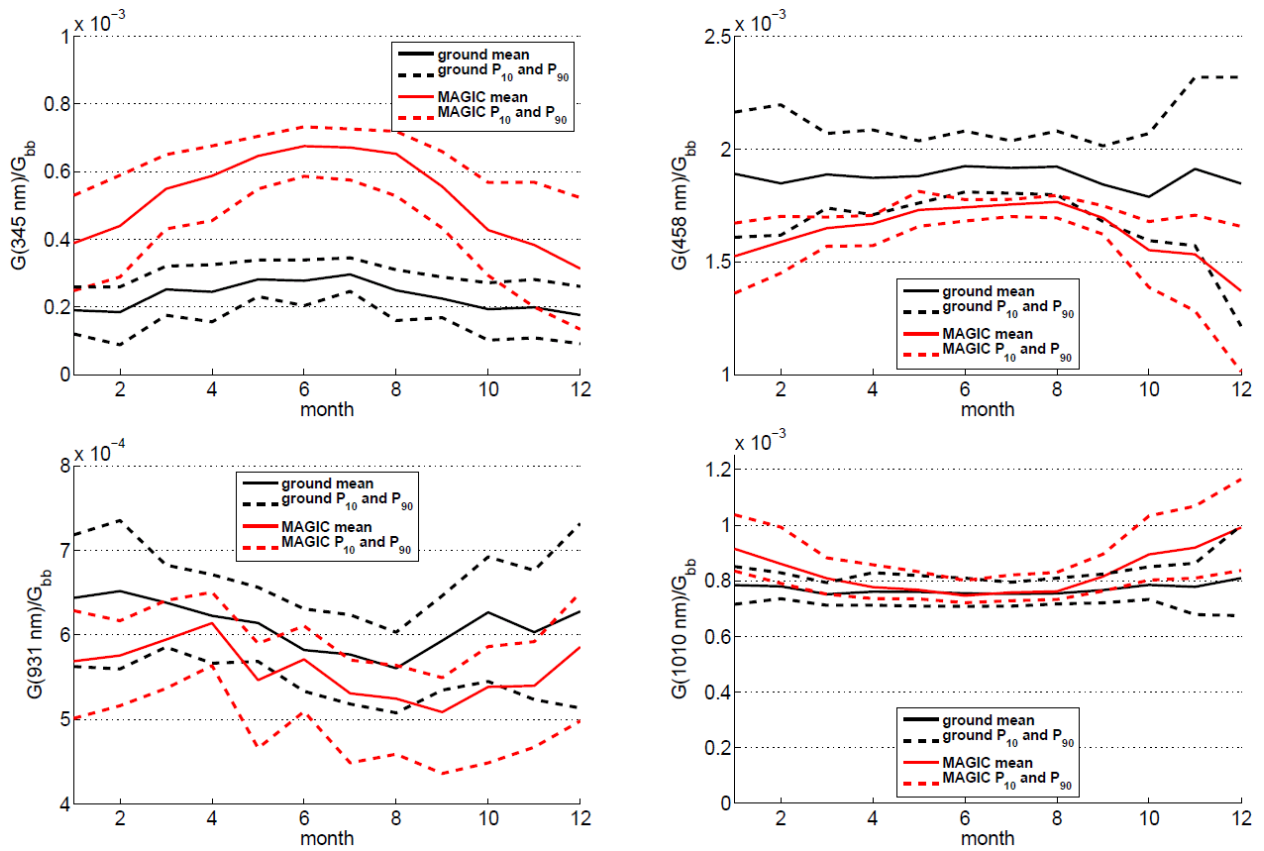 x 10⁻³
1
0.8
0.6
0.4
0.2
0
G(345 nm)/G_bb
ground mean
ground P₁₀ and P₉₀
MAGIC mean
MAGIC P₁₀ and P₉₀
2 4 6 8 10 12
month
x 10⁻³
2.5
2
1.5
1
G(458 nm)/G_bb
ground mean
ground P₁₀ and P₉₀
MAGIC mean
MAGIC P₁₀ and P₉₀
2 4 6 8 10 12
month
x 10⁻⁴
8
7
6
5
4
G(931 nm)/G_bb
ground mean
ground P₁₀ and P₉₀
MAGIC mean
MAGIC P₁₀ and P₉₀
2 4 6 8 10 12
month
x 10⁻³
1.2
1
0.8
0.6
0.4
0.2
0
G(1010 nm)/G_bb
ground mean
ground P₁₀ and P₉₀
MAGIC mean
MAGIC P₁₀ and P₉₀
2 4 6 8 10 12
month